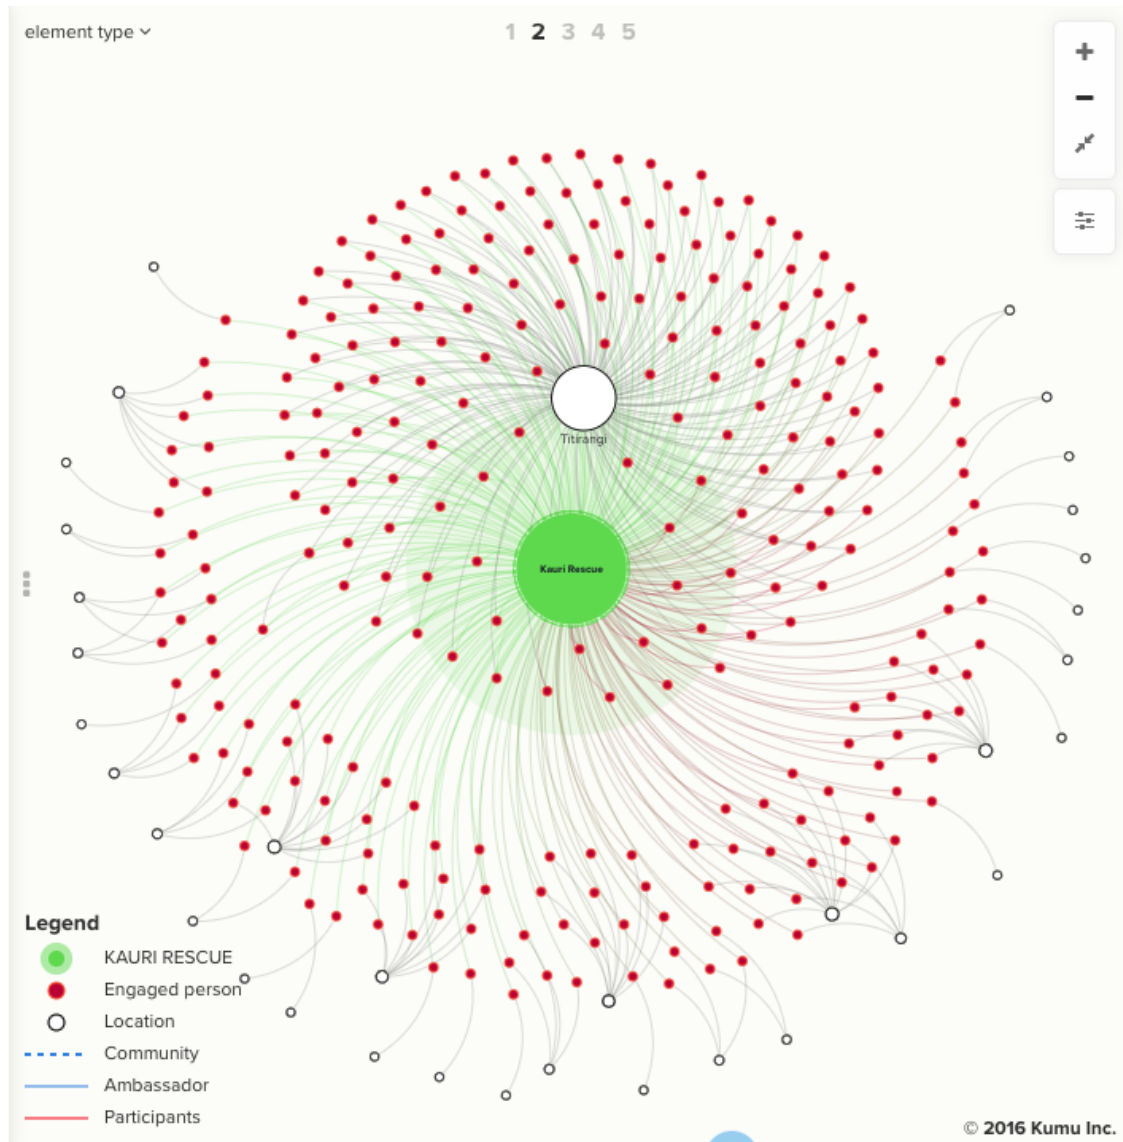 element type
1 2 3 4 5
Titirangi
Kauri Rescue
Legend
KAURI RESCUE
Engaged person
Location
Community
Ambassador
Participants
© 2016 Kumu Inc.